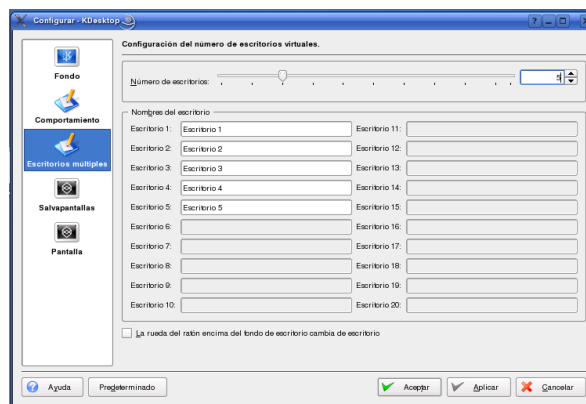 Configurar - KDesktop
Fondo
Comportamiento
Escritorios múltiples
Salvapantallas
Pantalla
Configuración del número de escritorios virtuales.
Número de escritorios: 5
Nombres del escritorio
Escritorio 1: Escritorio 1 Escritorio 11:
Escritorio 2: Escritorio 2 Escritorio 12:
Escritorio 3: Escritorio 3 Escritorio 13:
Escritorio 4: Escritorio 4 Escritorio 14:
Escritorio 5: Escritorio 5 Escritorio 15:
Escritorio 6: Escritorio 16:
Escritorio 7: Escritorio 17:
Escritorio 8: Escritorio 18:
Escritorio 9: Escritorio 19:
Escritorio 10: Escritorio 20:
La rueda del ratón encima del fondo de escritorio cambia de escritorio
Ayuda Predeterminado Aceptar Aplicar Cancelar